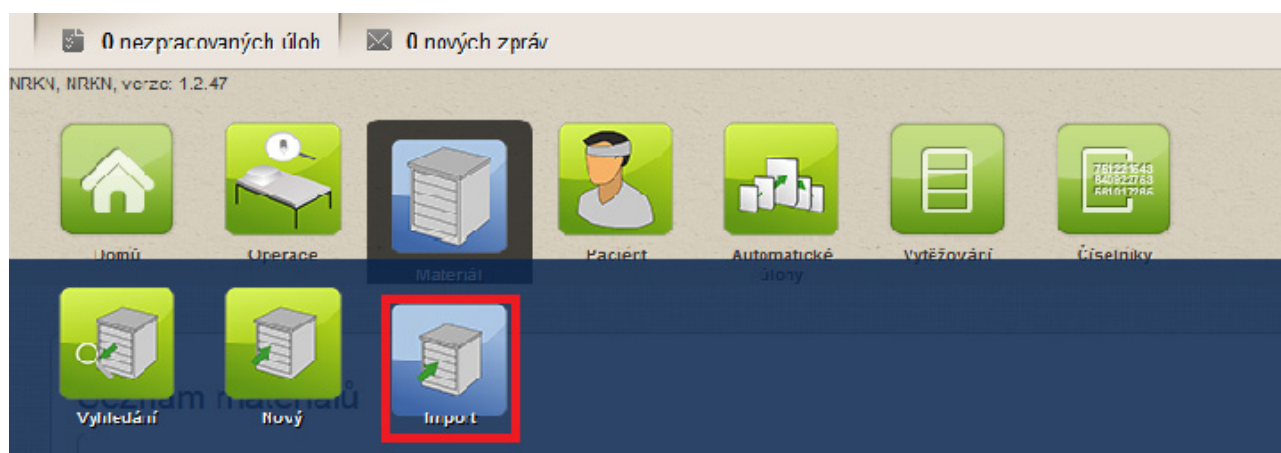 0 nezpracovaných úloh
0 nových zpráv
NRKN, NRKN, verze: 1.2.47
Domů
Operace
Materiál
Pacient
Automatické úlohy
Vytěžování
Číselníky
Seznam materiálů
Vyhledání
Nový
Import